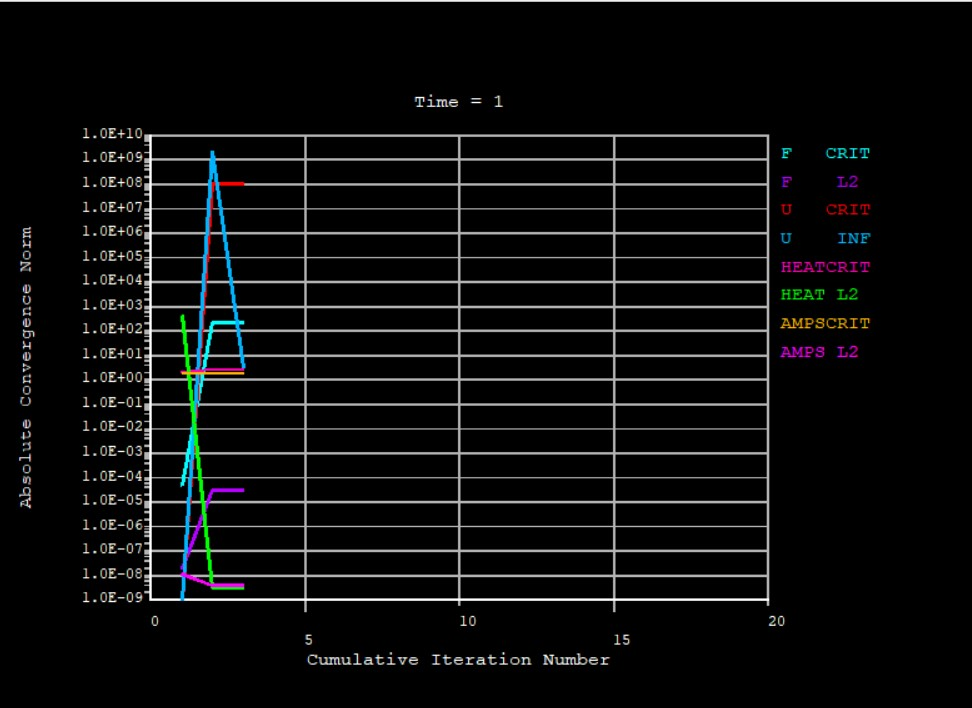 Time = 1
1.0E+10
1.0E+09
1.0E+08
1.0E+07
1.0E+06
1.0E+05
1.0E+04
1.0E+03
1.0E+02
1.0E+01
1.0E+00
1.0E-01
1.0E-02
1.0E-03
1.0E-04
1.0E-05
1.0E-06
1.0E-07
1.0E-08
1.0E-09
Absolute Convergence Norm
F CRIT
F L2
U CRIT
U INF
HEATCRIT
HEAT L2
AMPSCRIT
AMPS L2
0 10 20
5 15
Cumulative Iteration Number